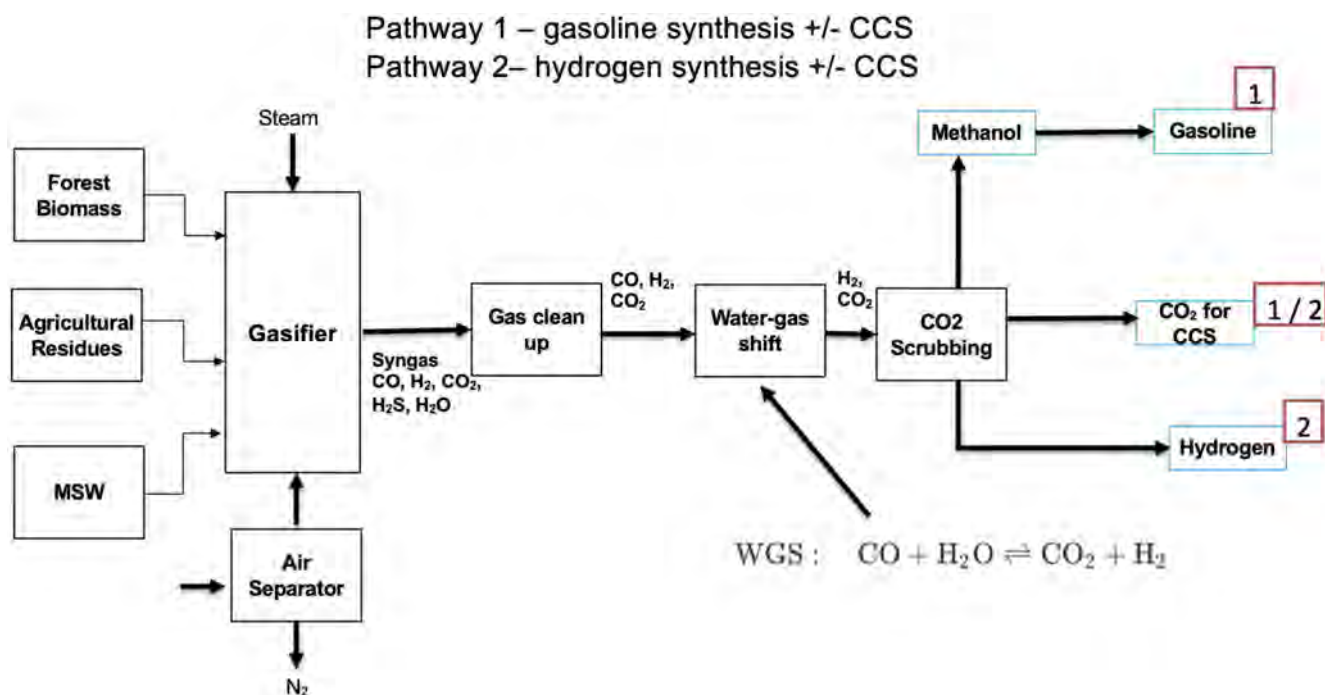 Pathway 1 – gasoline synthesis +/- CCS
Pathway 2– hydrogen synthesis +/- CCS
1
Steam
Methanol
Gasoline
Forest
Biomass
CO, H₂,
CO₂
H₂,
CO₂
Agricultural
Residues
Gasifier
Gas clean
up
Water-gas
shift
CO2
Scrubbing
CO₂ for
CCS
1 / 2
Syngas
CO, H₂, CO₂,
H₂S, H₂O
2
Hydrogen
MSW
Air
Separator
WGS : CO + H₂O ⇌ CO₂ + H₂
N₂